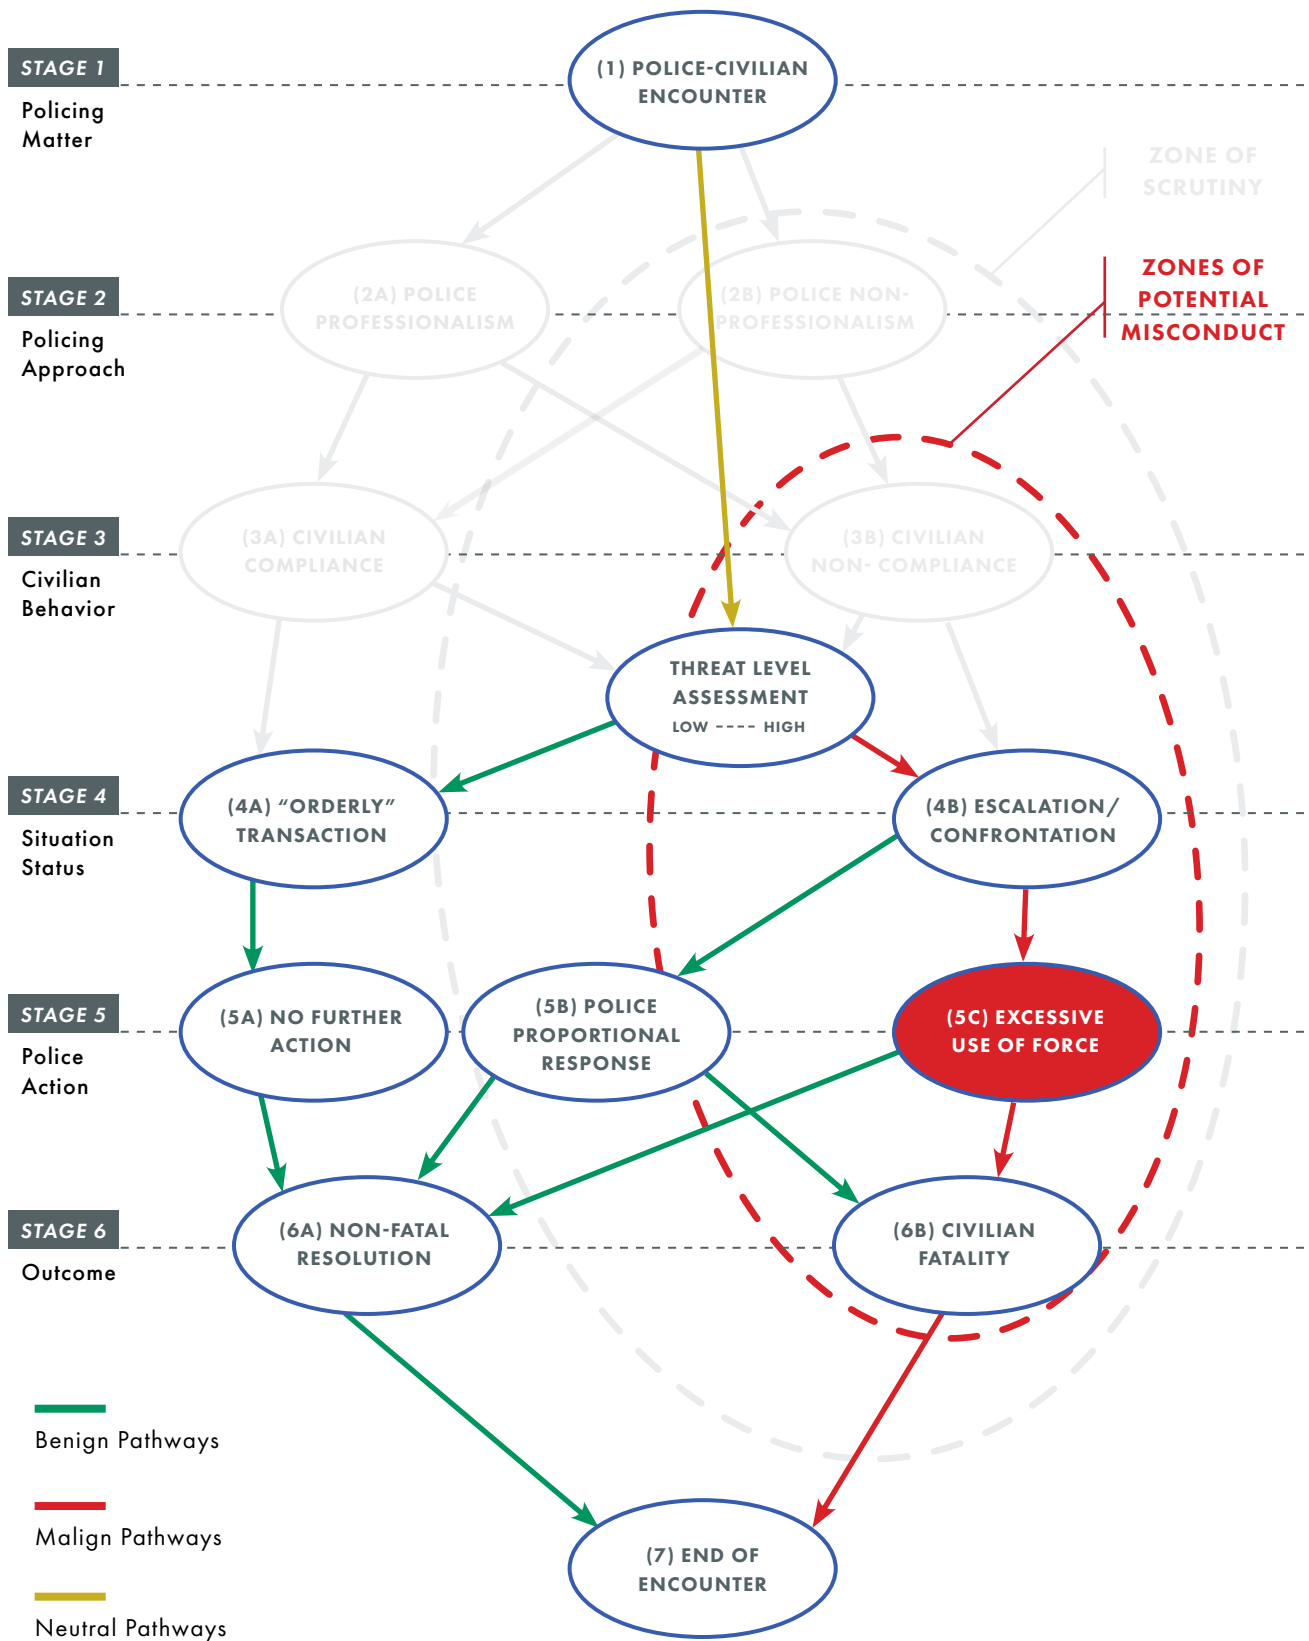 (1) POLICE-CIVILIAN
ENCOUNTER
STAGE 1
Policing
Matter
ZONE OF
SCRUTINY
ZONES OF
POTENTIAL
MISCONDUCT
STAGE 2
Policing
Approach
(2A) POLICE
PROFESSIONALISM
(2B) POLICE NON-
PROFESSIONALISM
STAGE 3
Civilian
Behavior
(3A) CIVILIAN
COMPLIANCE
(3B) CIVILIAN
NON- COMPLIANCE
THREAT LEVEL
ASSESSMENT
LOW ---- HIGH
STAGE 4
Situation
Status
(4A) “ORDERLY”
TRANSACTION
(4B) ESCALATION/
CONFRONTATION
STAGE 5
Police
Action
(5A) NO FURTHER
ACTION
(5B) POLICE
PROPORTIONAL
RESPONSE
(5C) EXCESSIVE
USE OF FORCE
STAGE 6
Outcome
(6A) NON-FATAL
RESOLUTION
(6B) CIVILIAN
FATALITY
Benign Pathways
Malign Pathways
Neutral Pathways
(7) END OF
ENCOUNTER